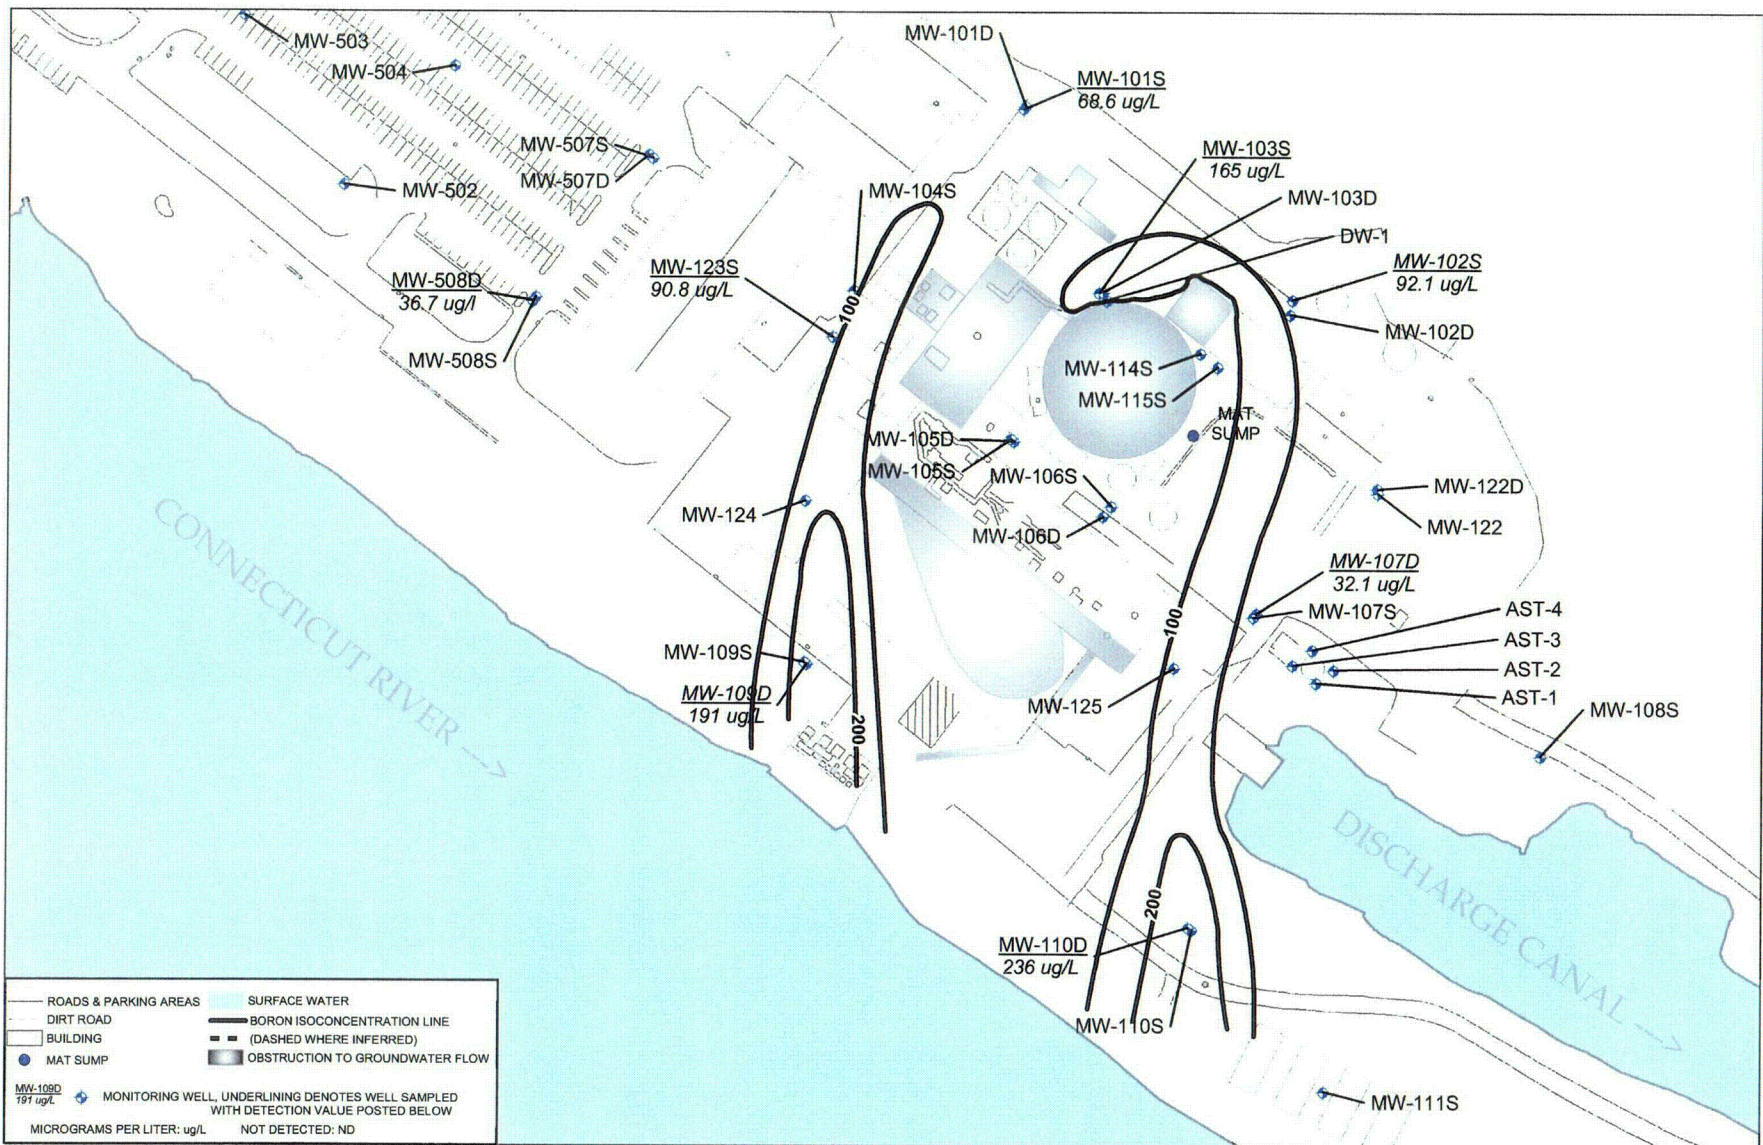 MW-503
MW-504
MW-507S
MW-507D
MW-502
MW-508D
36.7 ug/l
MW-508S
MW-101D
MW-101S
68.6 ug/L
MW-103S
165 ug/L
MW-103D
DW-1
MW-102S
92.1 ug/L
MW-102D
MW-104S
MW-123S
90.8 ug/L
100
MW-114S
MW-115S
MAT
SUMP
MW-105D
MW-105S
MW-106S
MW-106D
MW-122D
MW-122
MW-124
MW-107D
32.1 ug/L
MW-107S
AST-4
AST-3
AST-2
AST-1
MW-108S
100
MW-125
MW-109S
MW-109D
191 ug/L
200
CONNECTICUT RIVER --->
DISCHARGE CANAL --->
200
MW-110D
236 ug/L
MW-110S
MW-111S
ROADS & PARKING AREAS
DIRT ROAD
BUILDING
MAT SUMP
SURFACE WATER
BORON ISOCONCENTRATION LINE
(DASHED WHERE INFERRED)
OBSTRUCTION TO GROUNDWATER FLOW
MW-109D
191 ug/L
MONITORING WELL, UNDERLINING DENOTES WELL SAMPLED
WITH DETECTION VALUE POSTED BELOW
MICROGRAMS PER LITER: ug/L NOT DETECTED: ND